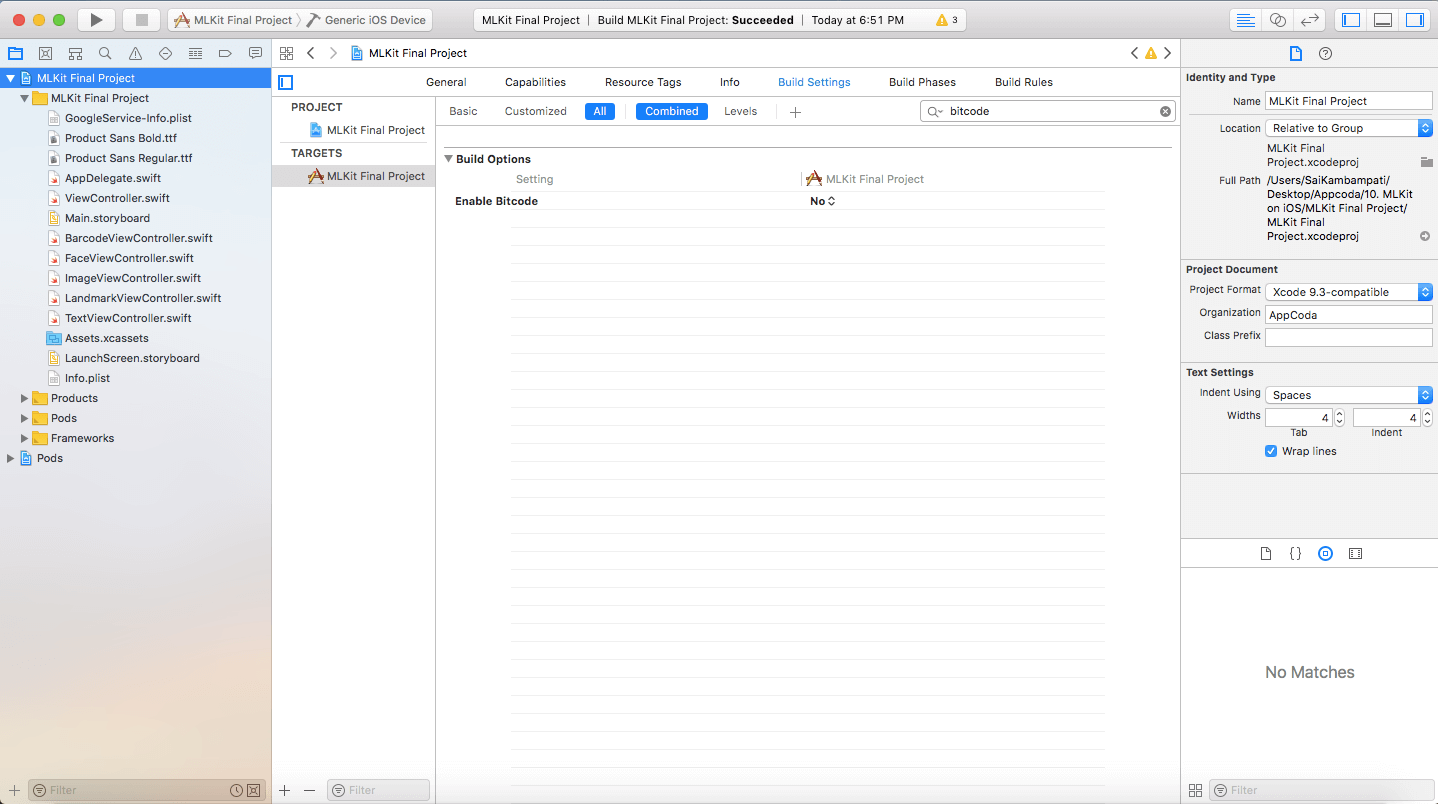 MLKit Final Project
Generic iOS Device
MLKit Final Project | Build MLKit Final Project: Succeeded | Today at 6:51 PM
3
MLKit Final Project
MLKit Final Project
GoogleService-Info.plist
Product Sans Bold.ttf
Product Sans Regular.ttf
AppDelegate.swift
ViewController.swift
Main.storyboard
BarcodeViewController.swift
FaceViewController.swift
ImageViewController.swift
LandmarkViewController.swift
TextViewController.swift
Assets.xcassets
LaunchScreen.storyboard
Info.plist
Products
Pods
Frameworks
Pods
Filter
MLKit Final Project
General Capabilities Resource Tags Info Build Settings Build Phases Build Rules
PROJECT
MLKit Final Project
TARGETS
MLKit Final Project
Filter
Basic Customized All Combined Levels
bitcode
Build Options
Setting MLKit Final Project
Enable Bitcode No
Identity and Type
Name MLKit Final Project
Location Relative to Group
MLKit Final
Project.xcodeproj
Full Path /Users/SaiKambampati/
Desktop/Appcoda/10. MLKit
on iOS/MLKit Final Project/
MLKit Final
Project.xcodeproj
Project Document
Project Format Xcode 9.3-compatible
Organization AppCoda
Class Prefix
Text Settings
Indent Using Spaces
Widths 4 4
Tab Indent
Wrap lines
{ }
No Matches
Filter